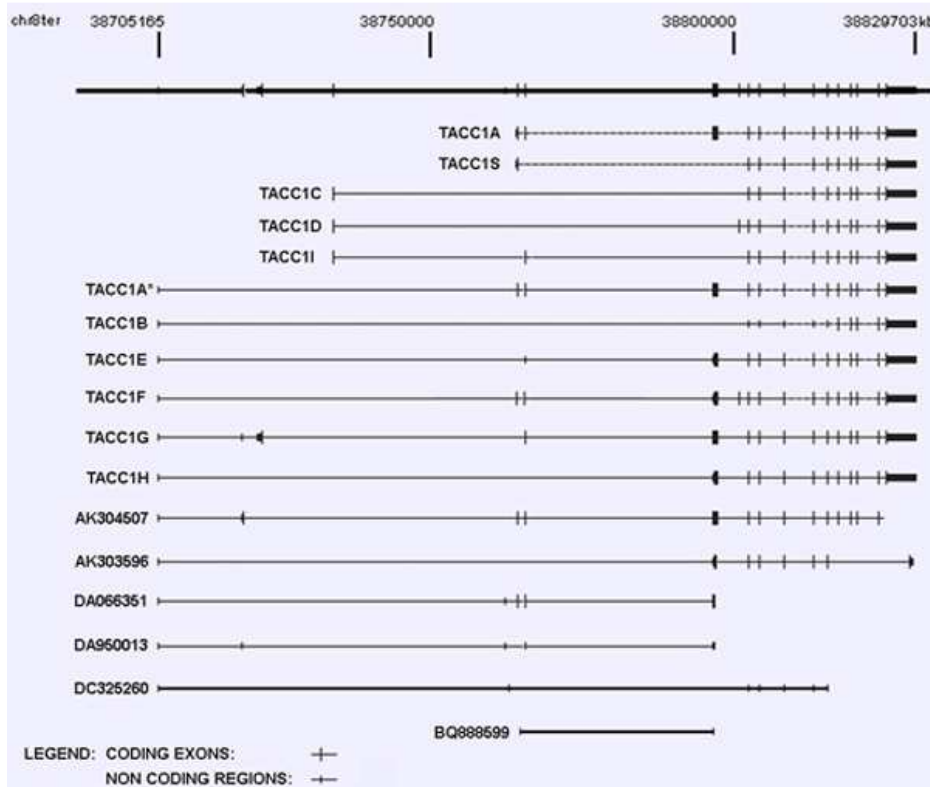 chr8ter 38705165 38750000 38800000 38829703kb
TACC1A
TACC1S
TACC1C
TACC1D
TACC1I
TACC1A*
TACC1B
TACC1E
TACC1F
TACC1G
TACC1H
AK304507
AK303596
DA066351
DA950013
DC325260
BQ888599
LEGEND: CODING EXONS:
NON CODING REGIONS: